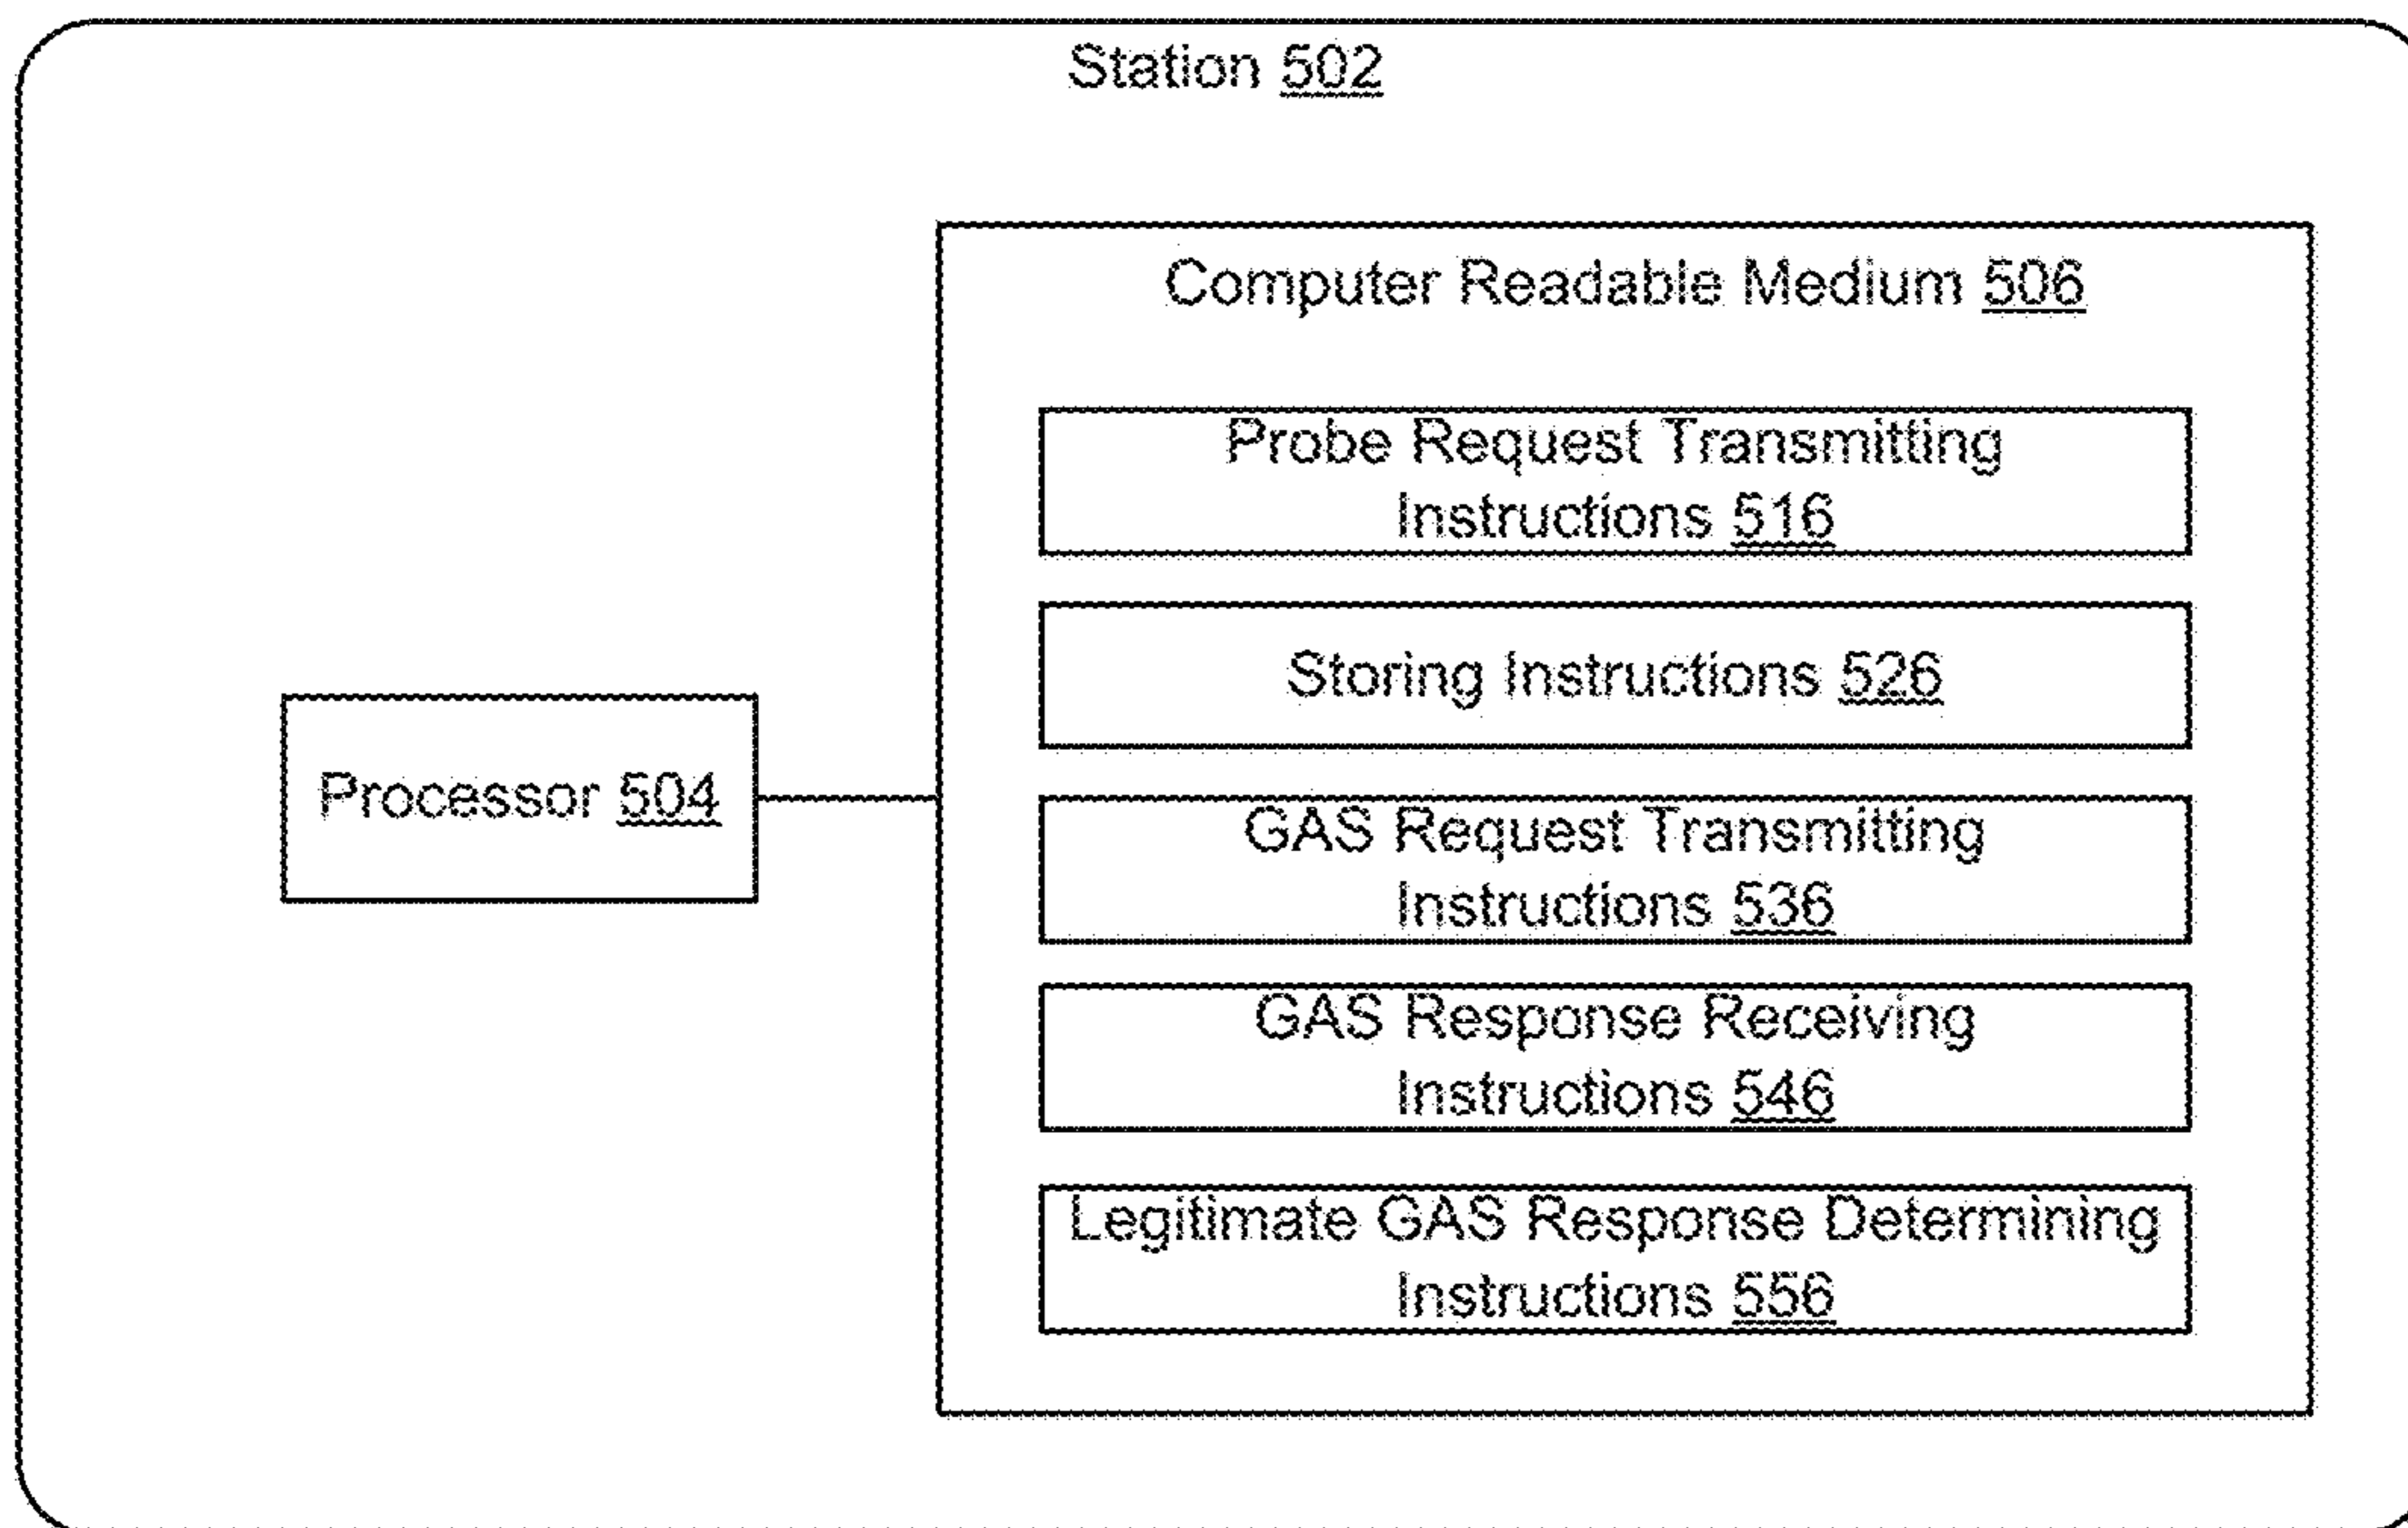 Station 502
Computer Readable Medium 506
Probe Request Transmitting
Instructions 516
Storing Instructions 526
Processor 504
GAS Request Transmitting
Instructions 536
GAS Response Receiving
Instructions 546
Legitimate GAS Response Determining
Instructions 556